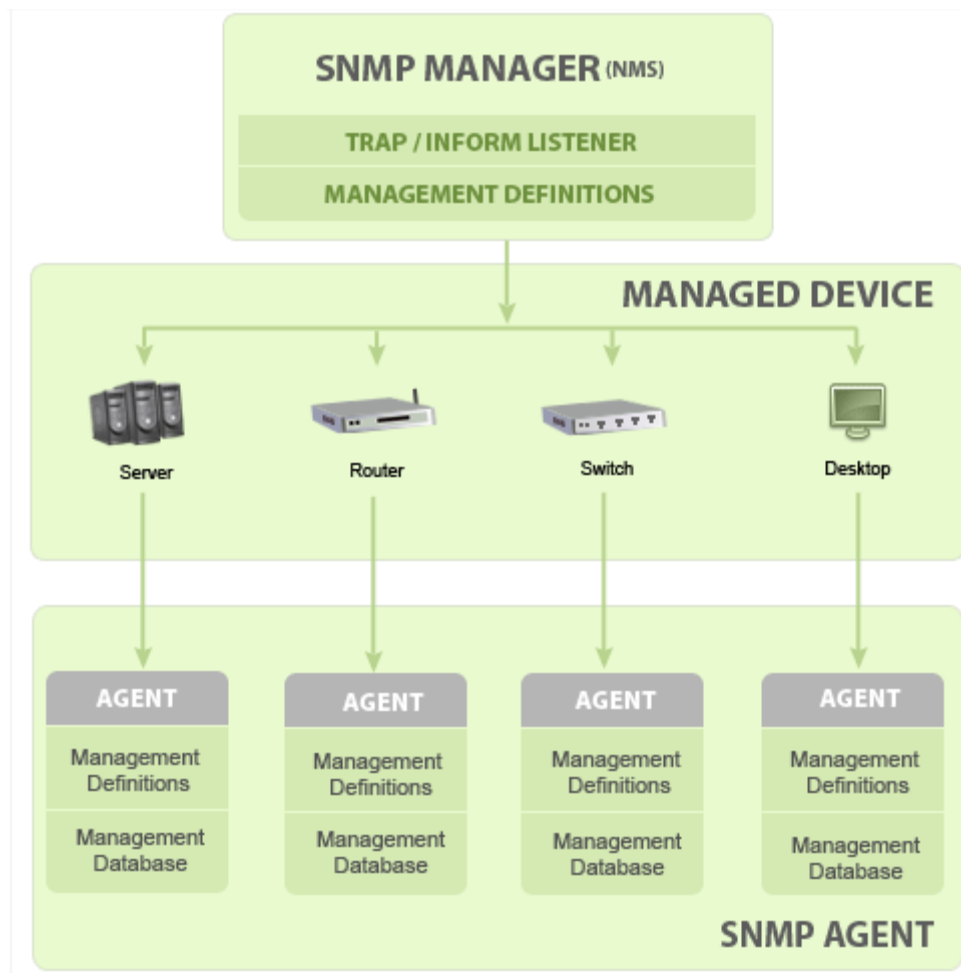 SNMP MANAGER (NMS)
TRAP / INFORM LISTENER
MANAGEMENT DEFINITIONS
MANAGED DEVICE
Server
Router
Switch
Desktop
AGENT
Management
Definitions
Management
Database
AGENT
Management
Definitions
Management
Database
AGENT
Management
Definitions
Management
Database
AGENT
Management
Definitions
Management
Database
SNMP AGENT